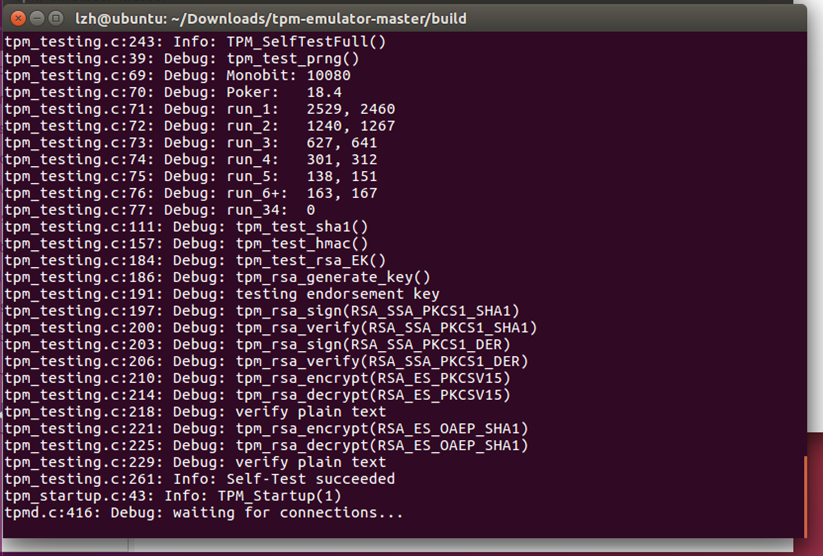 lzh@ubuntu: ~/Downloads/tpm-emulator-master/build
tpm_testing.c:243: Info: TPM_SelfTestFull()
tpm_testing.c:39: Debug: tpm_test_prng()
tpm_testing.c:69: Debug: Monobit: 10080
tpm_testing.c:70: Debug: Poker:   18.4
tpm_testing.c:71: Debug: run_1:   2529, 2460
tpm_testing.c:72: Debug: run_2:   1240, 1267
tpm_testing.c:73: Debug: run_3:   627, 641
tpm_testing.c:74: Debug: run_4:   301, 312
tpm_testing.c:75: Debug: run_5:   138, 151
tpm_testing.c:76: Debug: run_6+:  163, 167
tpm_testing.c:77: Debug: run_34:  0
tpm_testing.c:111: Debug: tpm_test_sha1()
tpm_testing.c:157: Debug: tpm_test_hmac()
tpm_testing.c:184: Debug: tpm_test_rsa_EK()
tpm_testing.c:186: Debug: tpm_rsa_generate_key()
tpm_testing.c:191: Debug: testing endorsement key
tpm_testing.c:197: Debug: tpm_rsa_sign(RSA_SSA_PKCS1_SHA1)
tpm_testing.c:200: Debug: tpm_rsa_verify(RSA_SSA_PKCS1_SHA1)
tpm_testing.c:203: Debug: tpm_rsa_sign(RSA_SSA_PKCS1_DER)
tpm_testing.c:206: Debug: tpm_rsa_verify(RSA_SSA_PKCS1_DER)
tpm_testing.c:210: Debug: tpm_rsa_encrypt(RSA_ES_PKCSV15)
tpm_testing.c:214: Debug: tpm_rsa_decrypt(RSA_ES_PKCSV15)
tpm_testing.c:218: Debug: verify plain text
tpm_testing.c:221: Debug: tpm_rsa_encrypt(RSA_ES_OAEP_SHA1)
tpm_testing.c:225: Debug: tpm_rsa_decrypt(RSA_ES_OAEP_SHA1)
tpm_testing.c:229: Debug: verify plain text
tpm_testing.c:261: Info: Self-Test succeeded
tpm_startup.c:43: Info: TPM_Startup(1)
tpmd.c:416: Debug: waiting for connections...